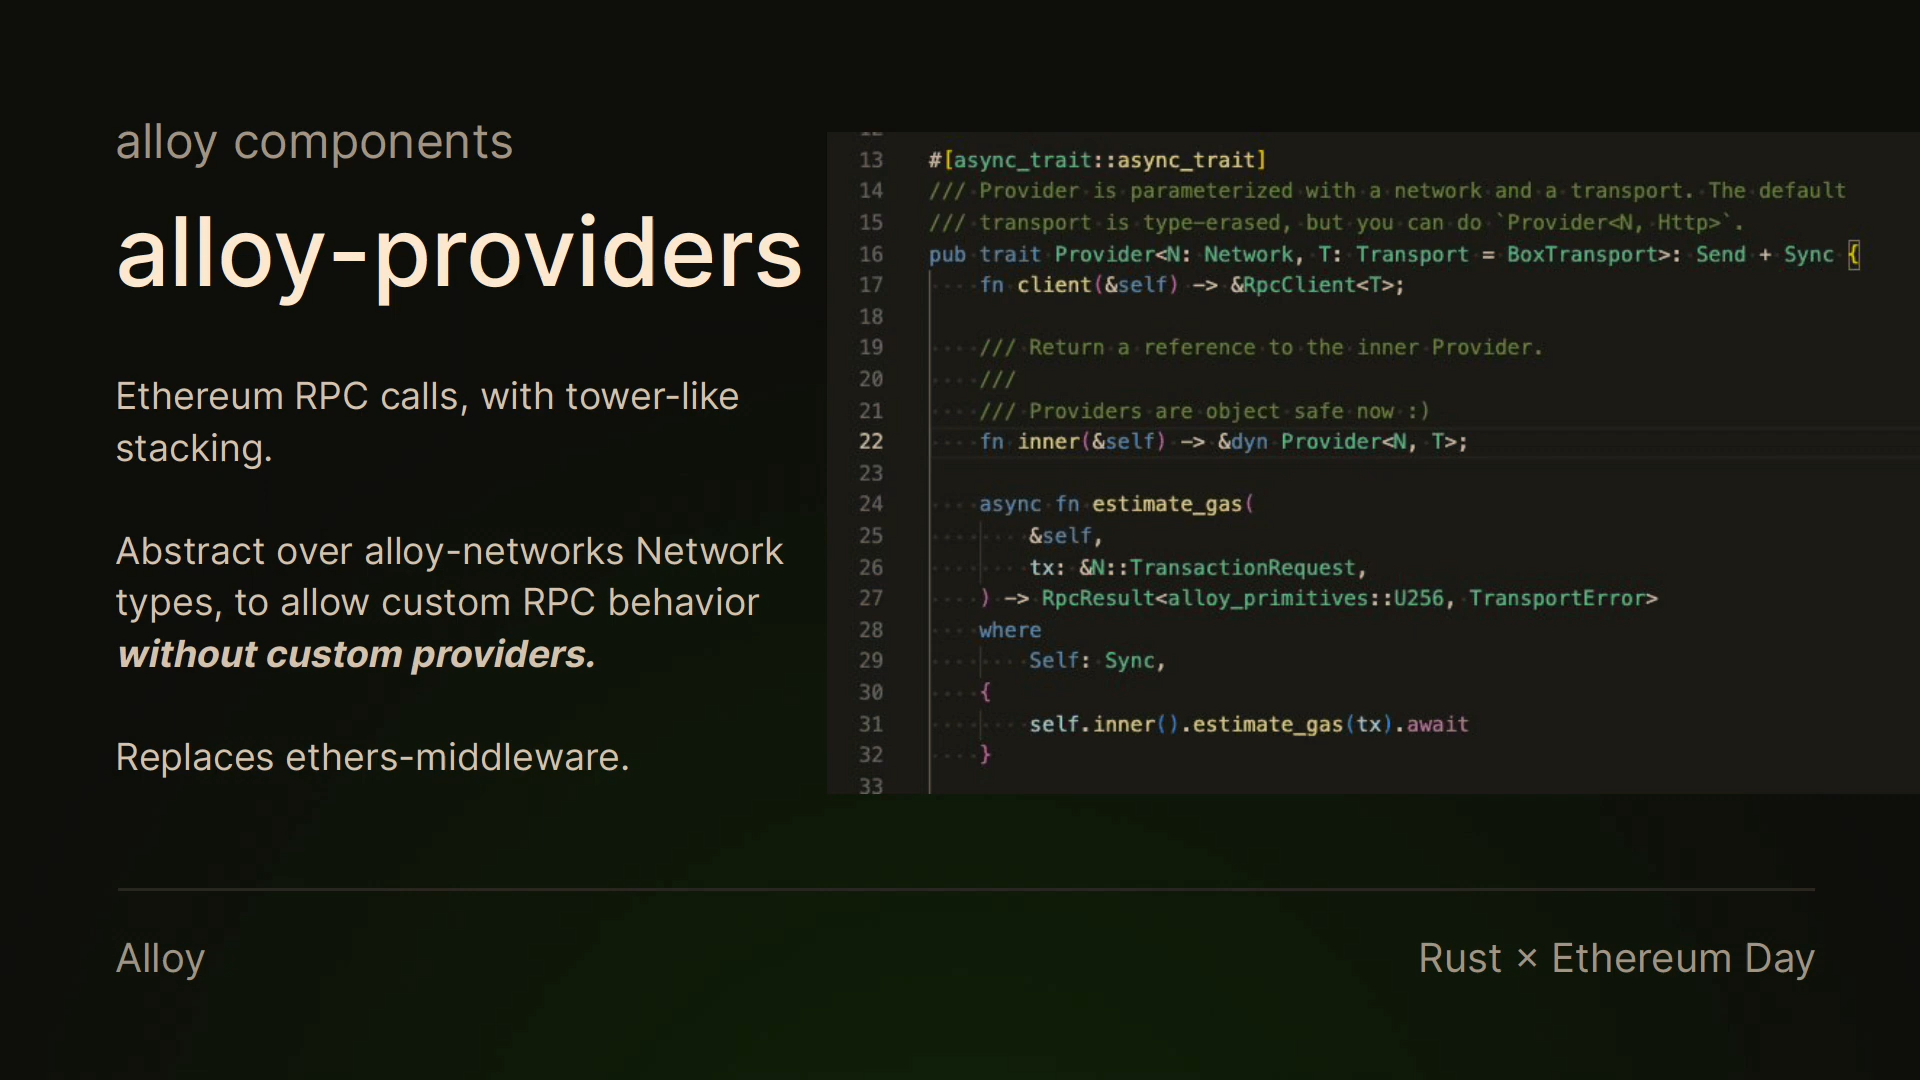 alloy components
alloy-providers
Ethereum RPC calls, with tower-like
stacking.
Abstract over alloy-networks Network
types, to allow custom RPC behavior
without custom providers.
Replaces ethers-middleware.
13 #[async_trait::async_trait]
14 /// Provider is parameterized with a network and a transport. The default
15 /// transport is type-erased, but you can do `Provider<N, Http>`.
16 pub trait Provider<N: Network, T: Transport = BoxTransport>: Send + Sync {
17 fn client(&self) -> &RpcClient<T>;
18
19 /// Return a reference to the inner Provider.
20 ///
21 /// Providers are object safe now :)
22 fn inner(&self) -> &dyn Provider<N, T>;
23
24 async fn estimate_gas(
25 &self,
26 tx: &N::TransactionRequest,
27 ) -> RpcResult<alloy_primitives::U256, TransportError>
28 where
29 Self: Sync,
30 {
31 self.inner().estimate_gas(tx).await
32 }
33
Alloy
Rust × Ethereum Day